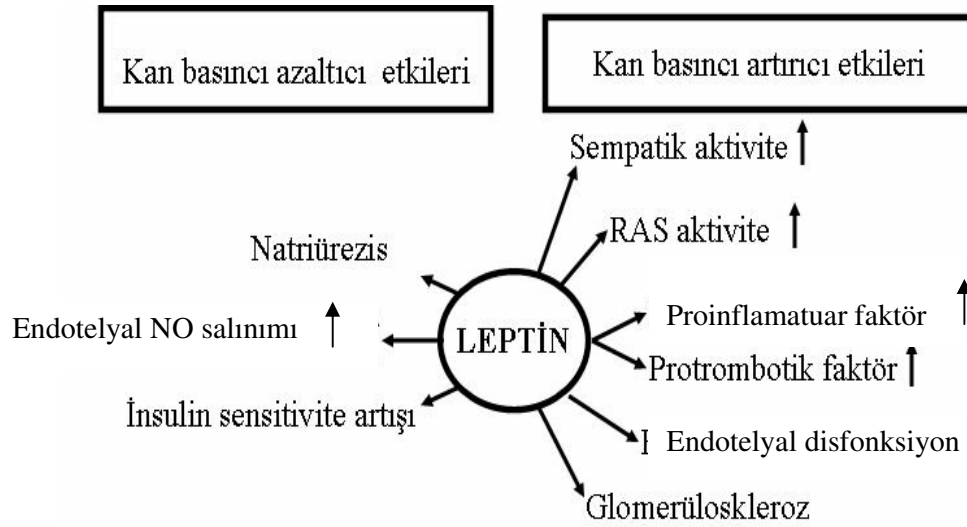 Kan basıncı azaltıcı etkileri
Kan basıncı artırıcı etkileri
Sempatik aktivite
RAS aktivite
Natriürezis
Proinflamatuar faktör
Endotelyal NO salınımı
LEPTİN
Protrombotik faktör
İnsulin sensitivite artışı
Endotelyal disfonksiyon
Glomerüloskleroz